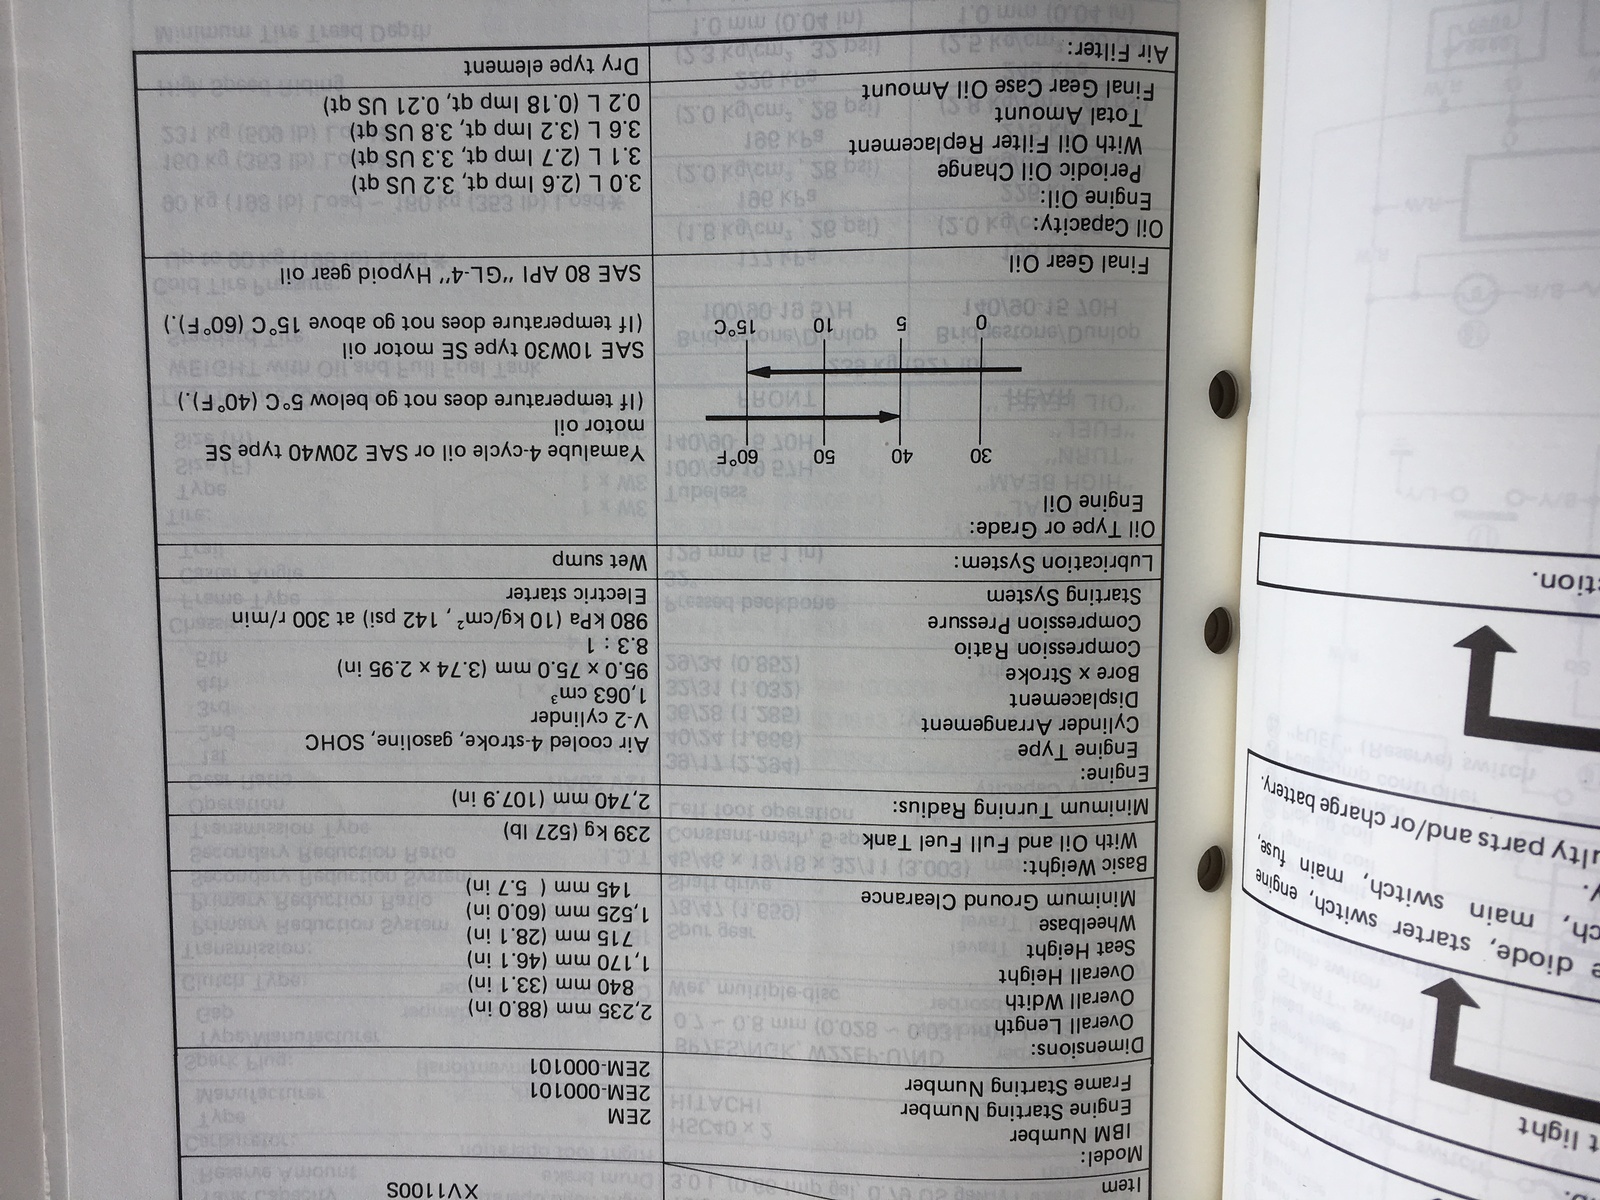 Item XV1100S
Model:
IBM Number 2EM
Engine Starting Number 2EM-000101
Frame Starting Number 2EM-000101
Dimensions:
Overall Length 2,235 mm (88.0 in)
Overall Wdith 840 mm (33.1 in)
Overall Height 1,170 mm (46.1 in)
Seat Height 715 mm (28.1 in)
Wheelbase 1,525 mm (60.0 in)
Minimum Ground Clearance 145 mm ( 5.7 in)
Basic Weight:
With Oil and Full Fuel Tank 239 kg (527 lb)
Minimum Turning Radius: 2,740 mm (107.9 in)
Engine:
Engine Type Air cooled 4-stroke, gasoline, SOHC
Cylinder Arrangement V-2 cylinder
Displacement 1,063 cm³
Bore x Stroke 95.0 x 75.0 mm (3.74 x 2.95 in)
Compression Ratio 8.3 : 1
Compression Pressure 980 kPa (10 kg/cm², 142 psi) at 300 r/min
Starting System Electric starter
Lubrication System: Wet sump
Oil Type or Grade:
Engine Oil
30 40 50 60°F
0 5 10 15°C
Yamalube 4-cycle oil or SAE 20W40 type SE
motor oil
(If temperature does not go below 5°C (40°F).)
SAE 10W30 type SE motor oil
(If temperature does not go above 15°C (60°F).)
Final Gear Oil SAE 80 API "GL-4" Hypoid gear oil
Oil Capacity:
Engine Oil:
Periodic Oil Change 3.0 L (2.6 Imp qt, 3.2 US qt)
With Oil Filter Replacement 3.1 L (2.7 Imp qt, 3.3 US qt)
Total Amount 3.6 L (3.2 Imp qt, 3.8 US qt)
Final Gear Case Oil Amount 0.2 L (0.18 Imp qt, 0.21 US qt)
Air Filter: Dry type element
t light
e diode, starter switch, engine
ch, main switch, main fuse,
y.
ulty parts and/or charge battery.
ction.